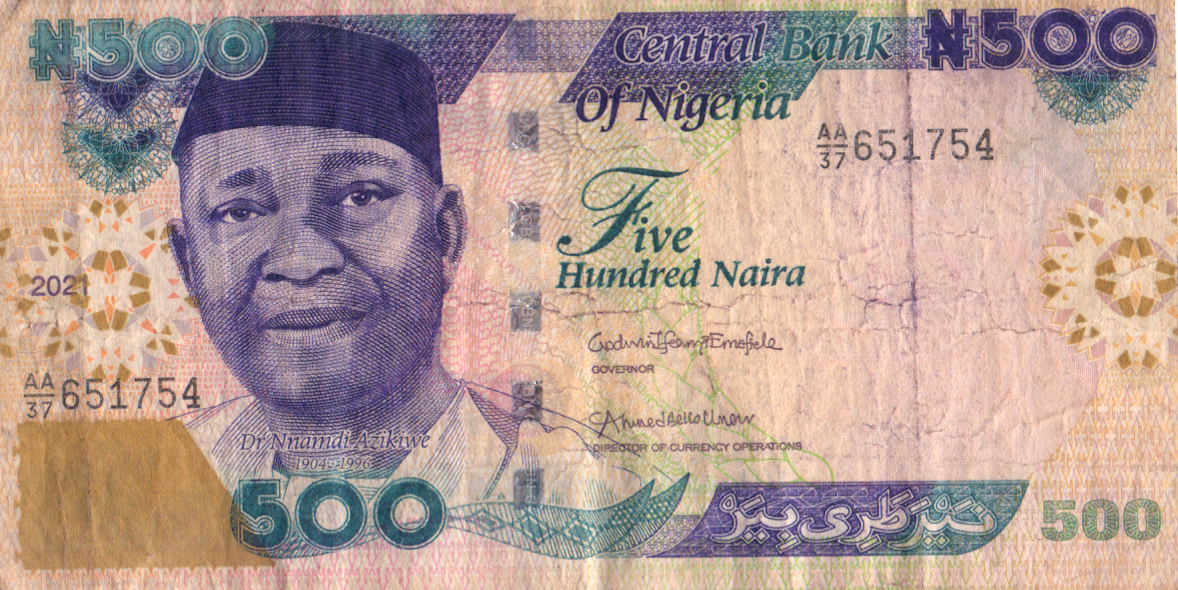 ₦500
Central Bank
Of Nigeria
₦500
AA/37 651754
Five
Hundred Naira
2021
Godwin Ifeanyi Emefiele
GOVERNOR
AA/37 651754
Ahmed Bello Umar
DIRECTOR OF CURRENCY OPERATIONS
Dr Nnamdi Azikiwe
1904 - 1996
500
نَيْرَ طَرِى بِيَرْ
500